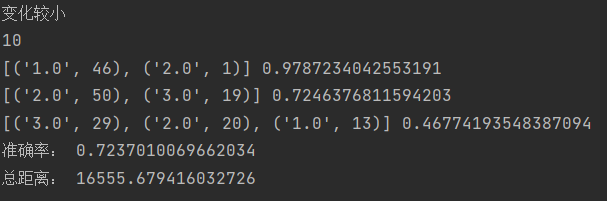 变化较小
10
[('1.0', 46), ('2.0', 1)] 0.9787234042553191
[('2.0', 50), ('3.0', 19)] 0.7246376811594203
[('3.0', 29), ('2.0', 20), ('1.0', 13)] 0.46774193548387094
准确率: 0.7237010069662034
总距离: 16555.679416032726